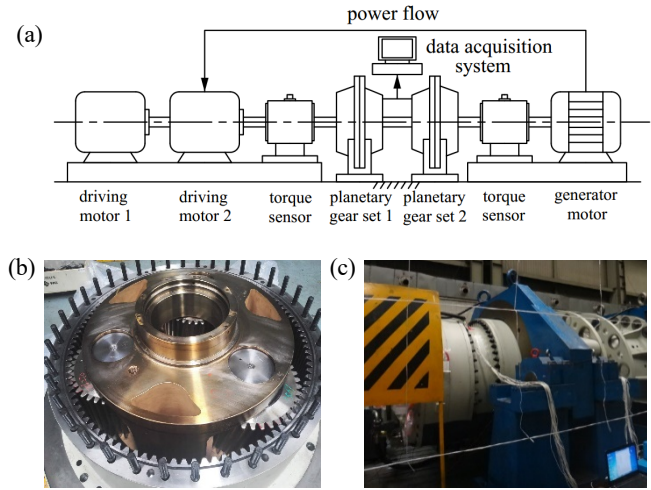 (a)
power flow
data acquisition
system
driving
motor 1
driving
motor 2
torque
sensor
planetary
gear set 1
planetary
gear set 2
torque
sensor
generator
motor
(b)
(c)